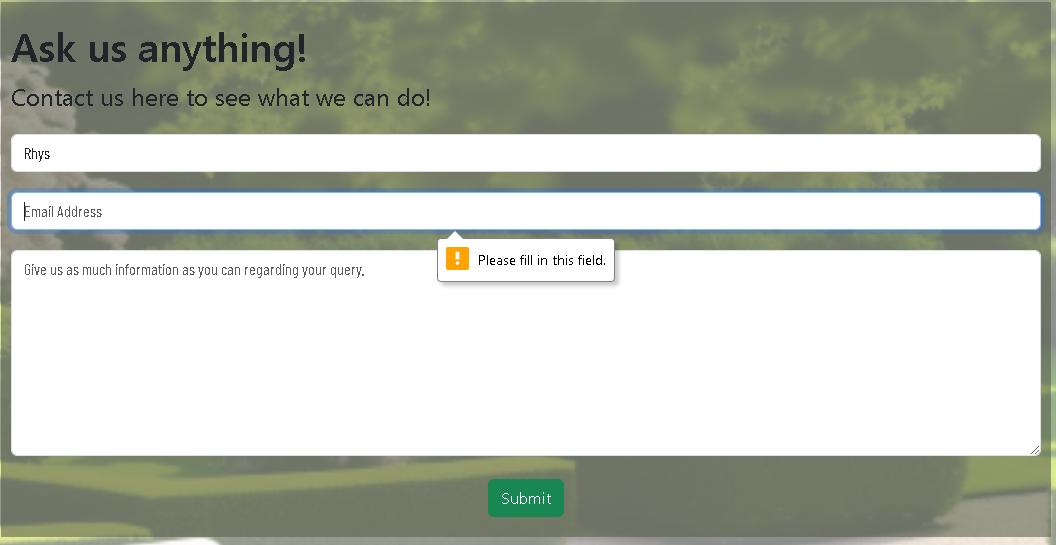 Ask us anything!
Contact us here to see what we can do!
Rhys
Email Address
Please fill in this field.
Give us as much information as you can regarding your query.
Submit